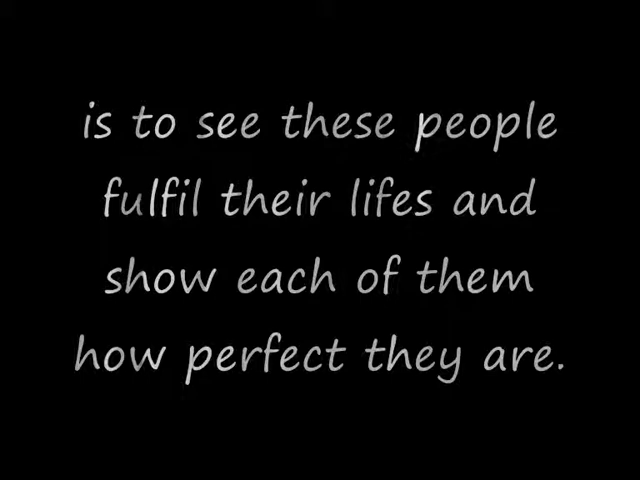 is to see these people
fulfil their lifes and
show each of them
how perfect they are.